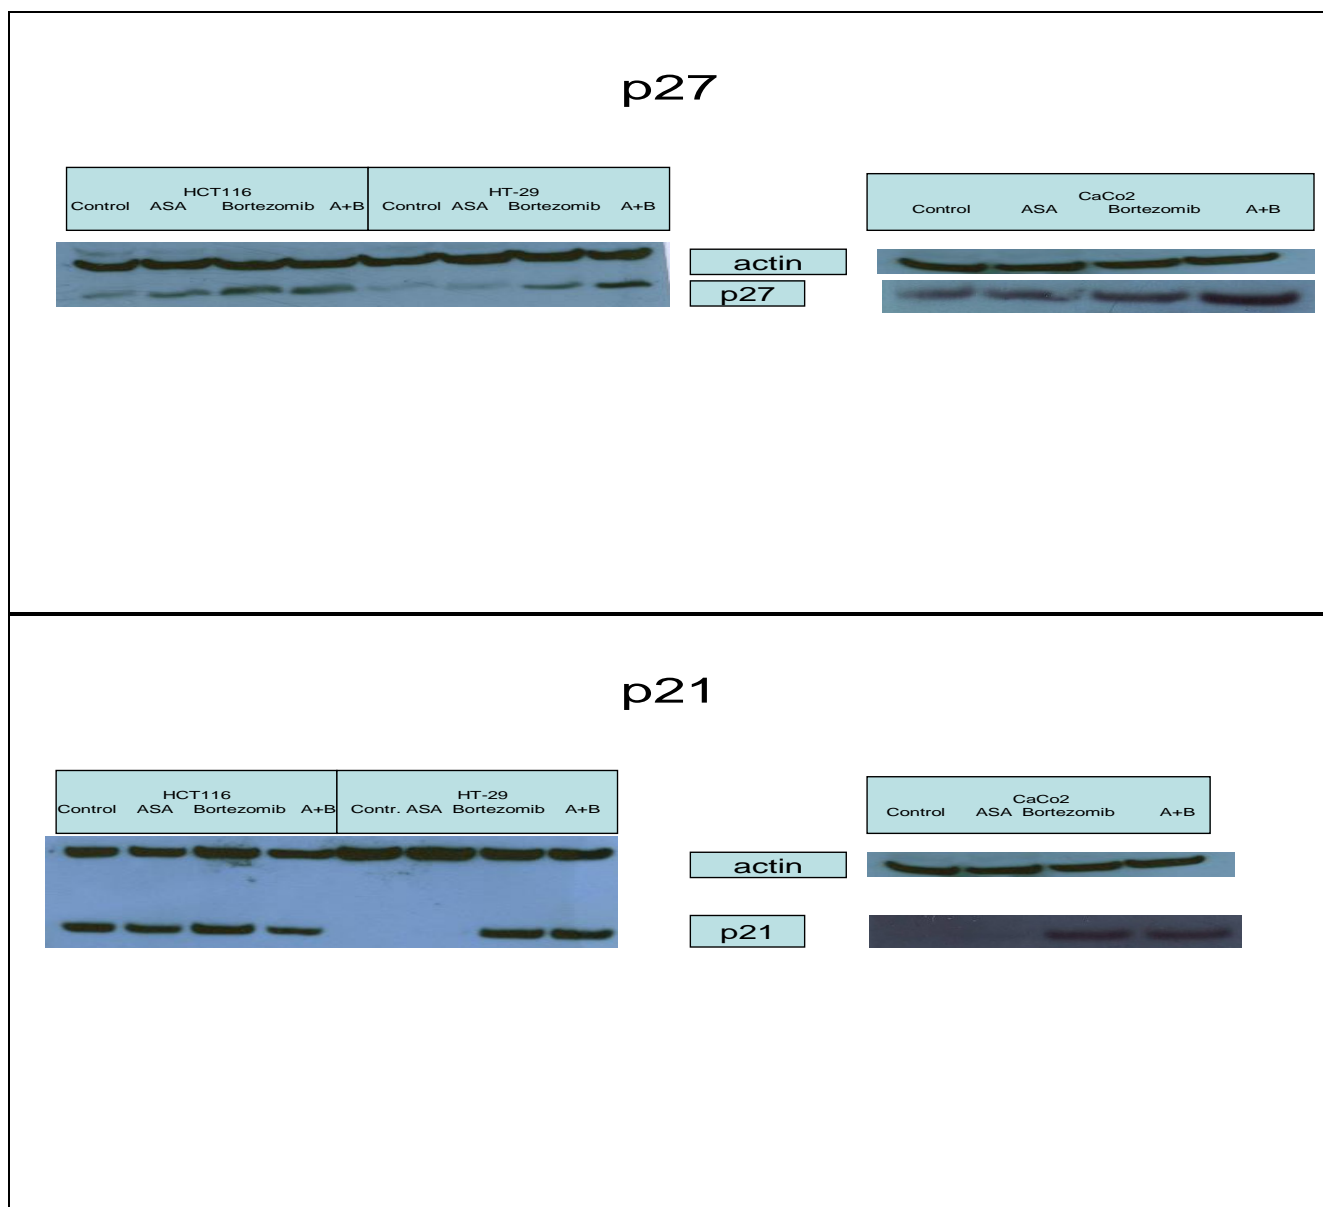 p27
HCT116
Control ASA Bortezomib A+B
HT-29
Control ASA Bortezomib A+B
CaCo2
Control ASA Bortezomib A+B
actin
p27
p21
HCT116
Control ASA Bortezomib A+B
HT-29
Contr. ASA Bortezomib A+B
CaCo2
Control ASA Bortezomib A+B
actin
p21